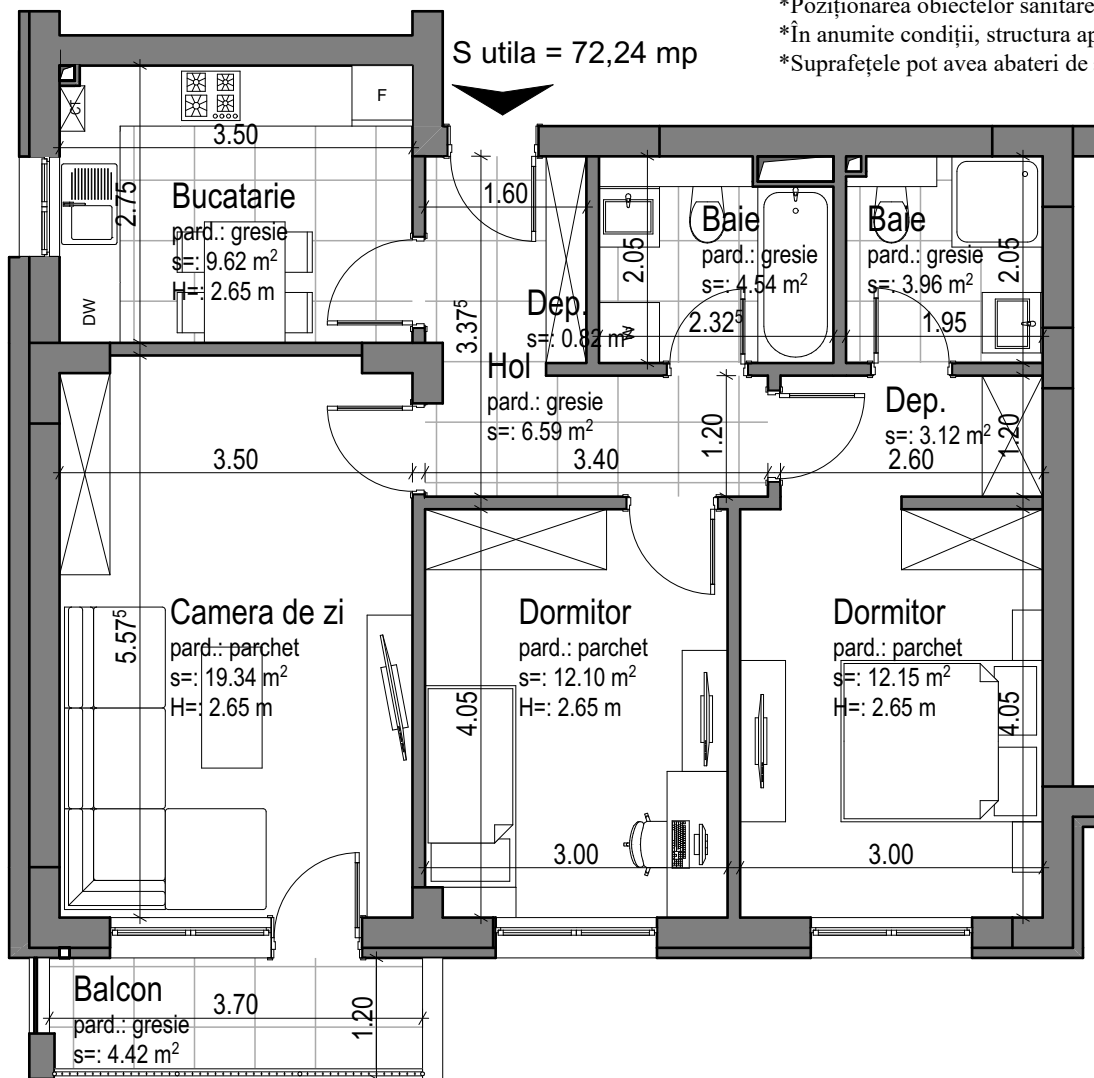 *Poziționarea obiectelor sanitare
*În anumite condiții, structura ap
*Suprafețele pot avea abateri de
S utila = 72,24 mp
CT
F
3.50
2.75
Bucatarie
pard.: gresie
s=: 9.62 m²
H=: 2.65 m
DW
1.60
3.37⁵
Dep.
s=: 0.82 m²
Hol
pard.: gresie
s=: 6.59 m²
Baie
pard.: gresie
s=: 4.54 m²
2.05
2.32⁵
Baie
pard.: gresie
s=: 3.96 m²
2.05
1.95
Dep.
s=: 3.12 m²
1.20
2.60
3.50
3.40
1.20
Camera de zi
pard.: parchet
s=: 19.34 m²
H=: 2.65 m
5.57⁵
Dormitor
pard.: parchet
s=: 12.10 m²
H=: 2.65 m
4.05
3.00
Dormitor
pard.: parchet
s=: 12.15 m²
H=: 2.65 m
4.05
3.00
Balcon
pard.: gresie
s=: 4.42 m²
3.70
1.20